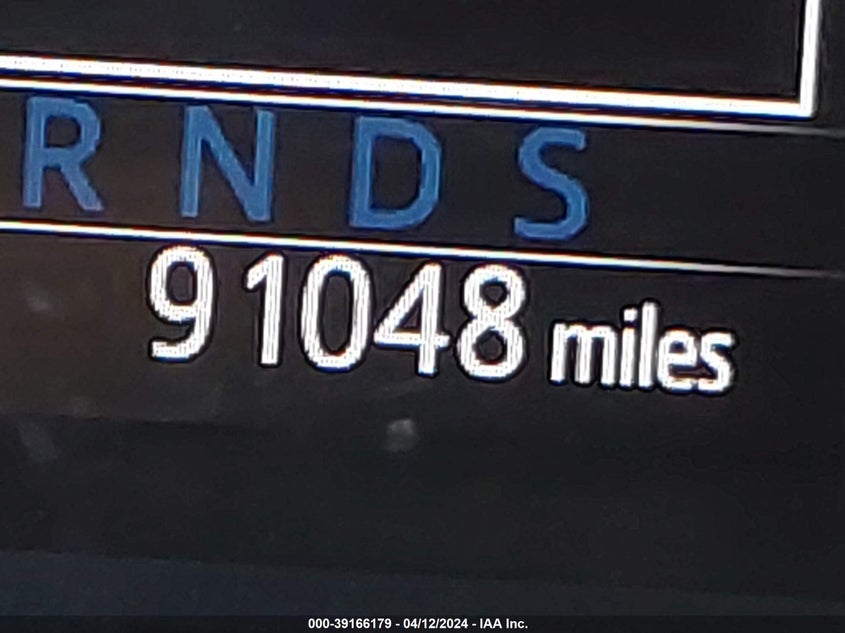 R N D S
91048 miles
000-39166179 - 04/12/2024 - IAA Inc.